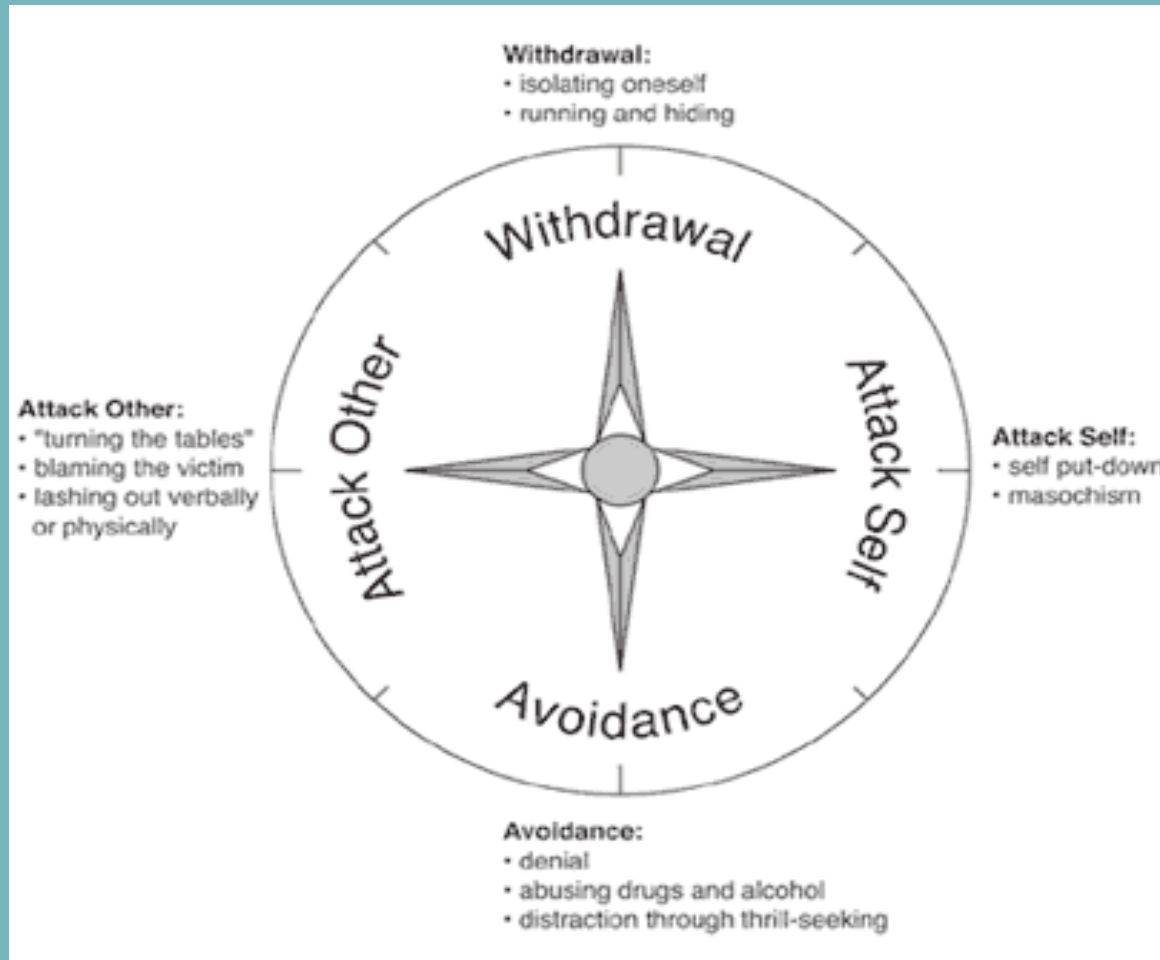 Withdrawal:
• isolating oneself
• running and hiding
Withdrawal
Attack Other:
• "turning the tables"
• blaming the victim
• lashing out verbally
or physically
Attack Other
Attack Self
Attack Self:
• self put-down
• masochism
Avoidance
Avoidance:
• denial
• abusing drugs and alcohol
• distraction through thrill-seeking